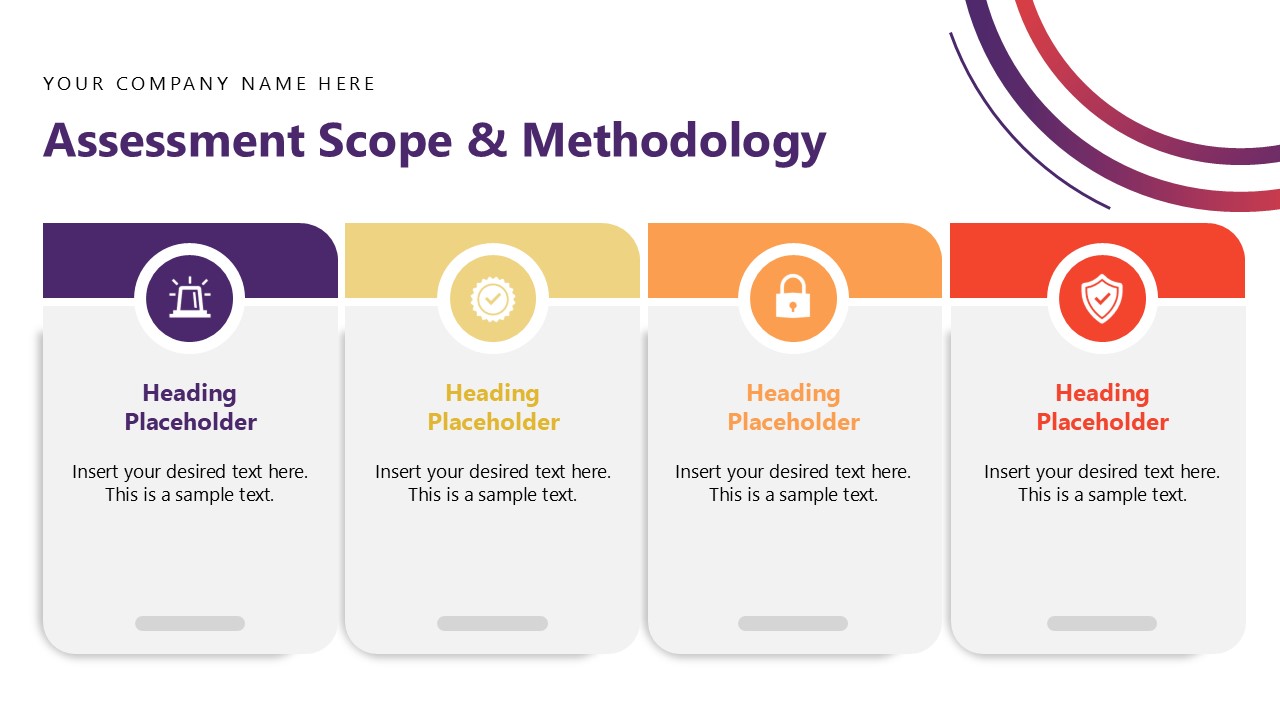 YOUR COMPANY NAME HERE
Assessment Scope & Methodology
Heading
Placeholder
Insert your desired text here.
This is a sample text.
Heading
Placeholder
Insert your desired text here.
This is a sample text.
Heading
Placeholder
Insert your desired text here.
This is a sample text.
Heading
Placeholder
Insert your desired text here.
This is a sample text.